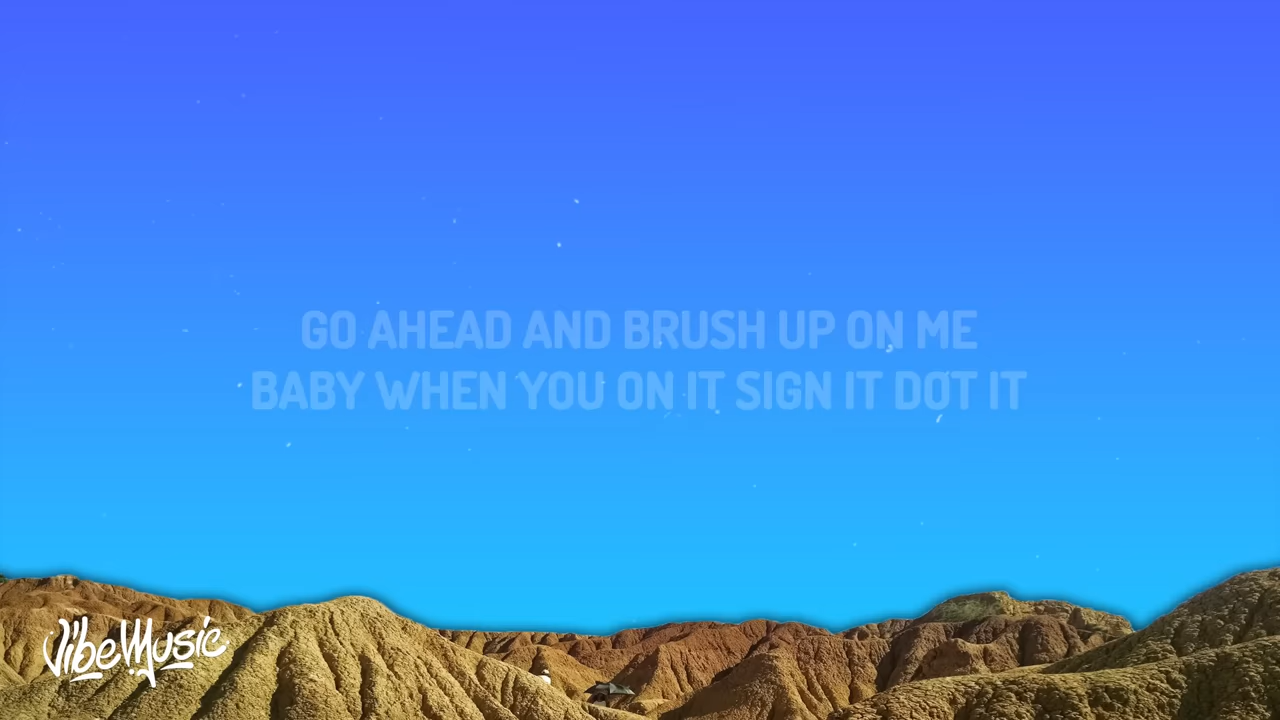 GO AHEAD AND BRUSH UP ON ME
BABY WHEN YOU ON IT SIGN IT DOT IT
VibeMusic